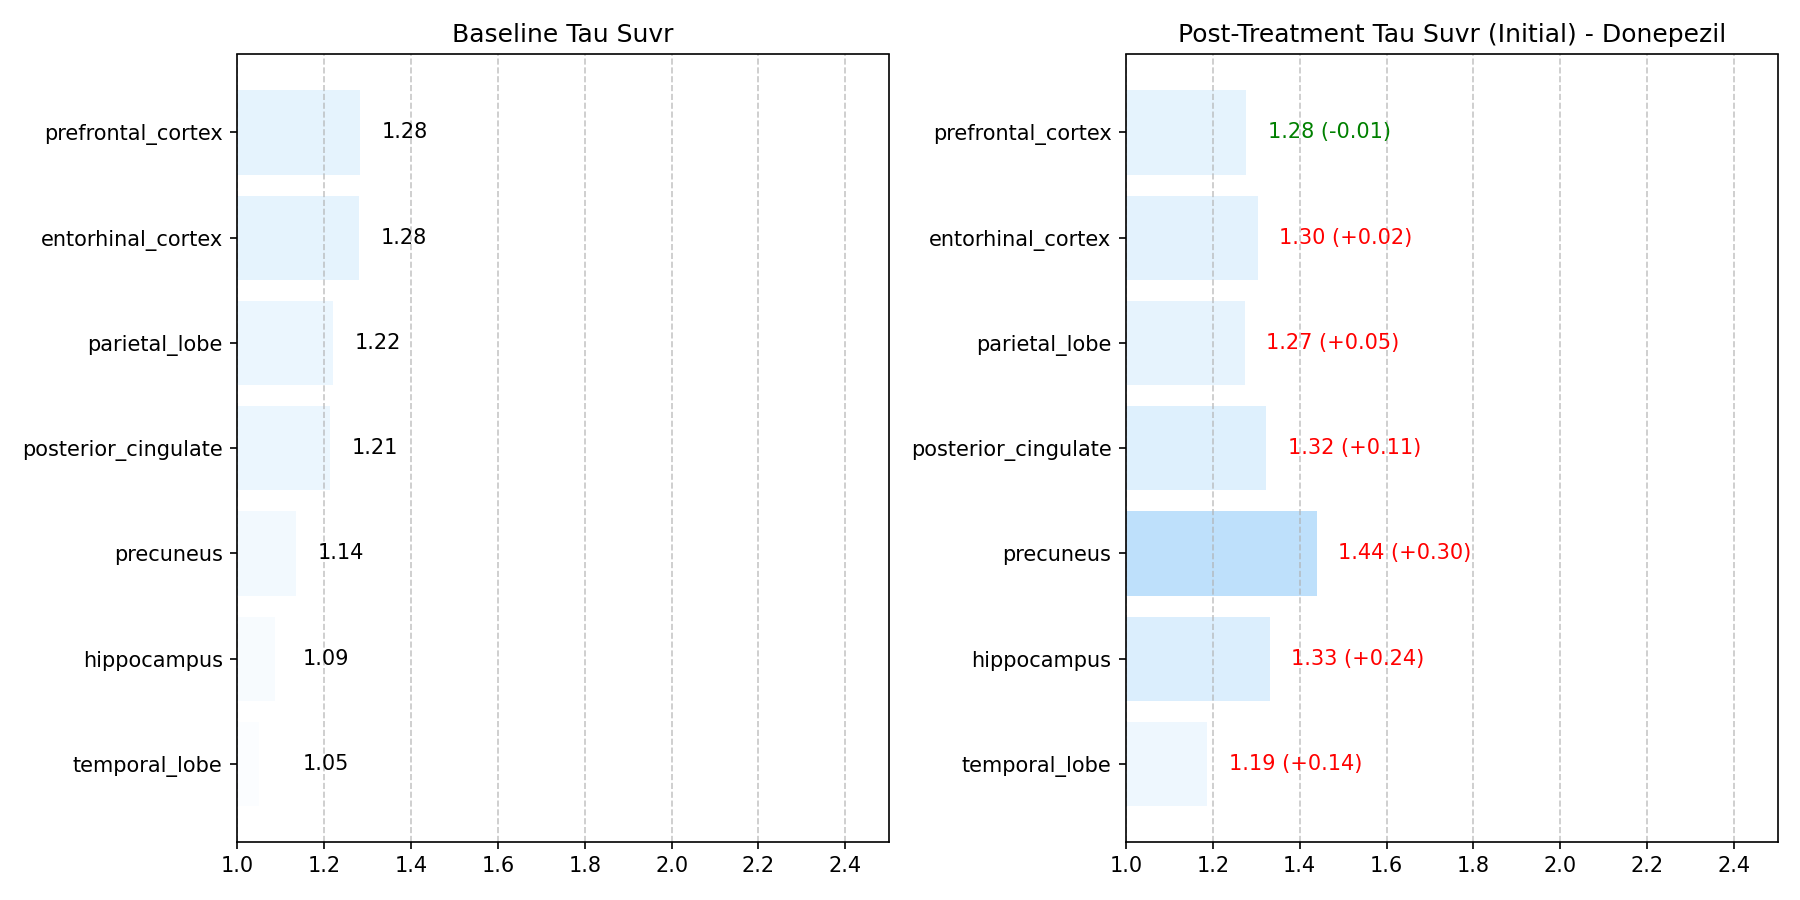 Baseline Tau Suvr
prefrontal_cortex 1.28
entorhinal_cortex 1.28
parietal_lobe 1.22
posterior_cingulate 1.21
precuneus 1.14
hippocampus 1.09
temporal_lobe 1.05
1.0 1.2 1.4 1.6 1.8 2.0 2.2 2.4
Post-Treatment Tau Suvr (Initial) - Donepezil
prefrontal_cortex 1.28 (-0.01)
entorhinal_cortex 1.30 (+0.02)
parietal_lobe 1.27 (+0.05)
posterior_cingulate 1.32 (+0.11)
precuneus 1.44 (+0.30)
hippocampus 1.33 (+0.24)
temporal_lobe 1.19 (+0.14)
1.0 1.2 1.4 1.6 1.8 2.0 2.2 2.4